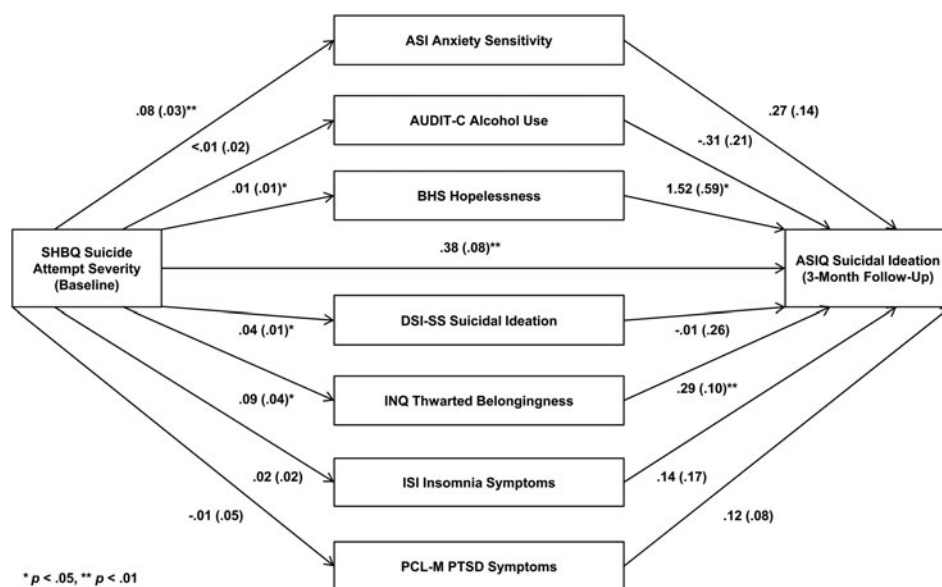 ASI Anxiety Sensitivity
.08 (.03)**
.27 (.14)
AUDIT-C Alcohol Use
<.01 (.02)
-.31 (.21)
.01 (.01)*
BHS Hopelessness
1.52 (.59)*
SHBQ Suicide
Attempt Severity
(Baseline)
.38 (.08)**
ASIQ Suicidal Ideation
(3-Month Follow-Up)
.04 (.01)*
DSI-SS Suicidal Ideation
-.01 (.26)
.09 (.04)*
INQ Thwarted Belongingness
.29 (.10)**
.02 (.02)
ISI Insomnia Symptoms
.14 (.17)
-.01 (.05)
.12 (.08)
PCL-M PTSD Symptoms
* p < .05, ** p < .01